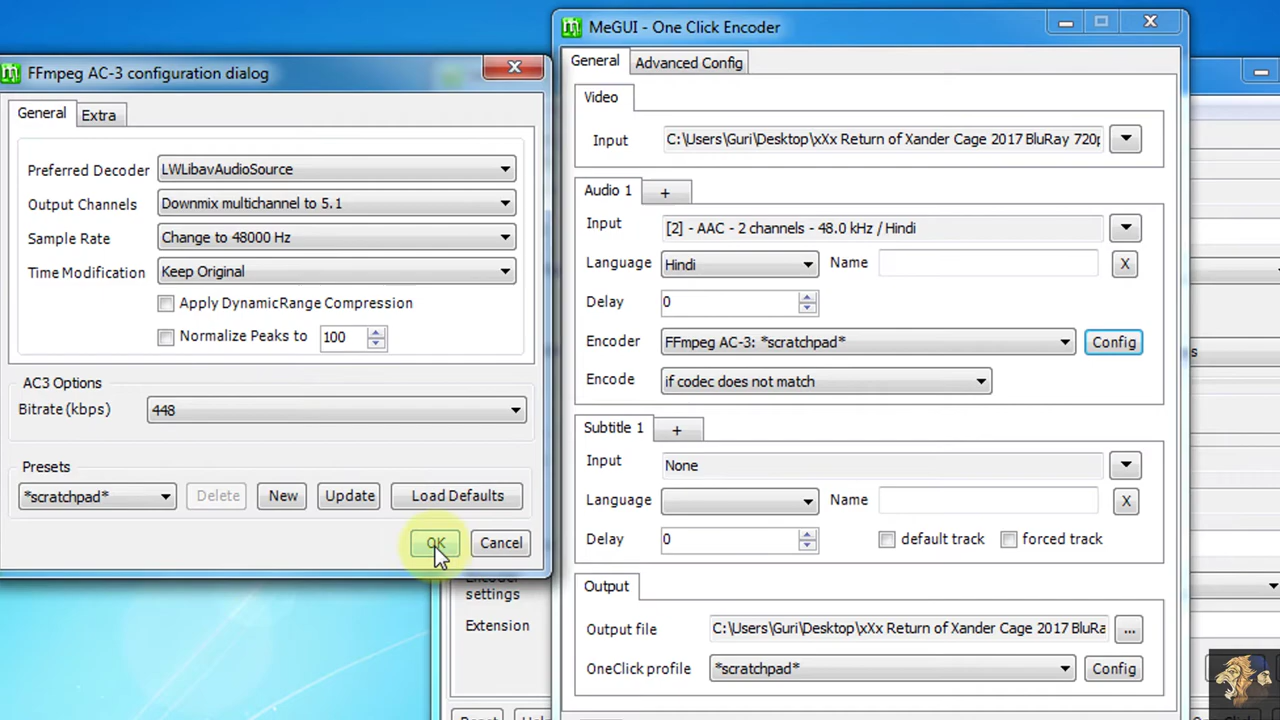 FFmpeg AC-3 configuration dialog
General
Extra
Preferred Decoder
LWLibavAudioSource
Output Channels
Downmix multichannel to 5.1
Sample Rate
Change to 48000 Hz
Time Modification
Keep Original
Apply DynamicRange Compression
Normalize Peaks to
100
AC3 Options
Bitrate (kbps)
448
Presets
*scratchpad*
Delete
New
Update
Load Defaults
OK
Cancel
Encoder
settings
Extension
MeGUI - One Click Encoder
General
Advanced Config
Video
Input
C:\Users\Guri\Desktop\xXx Return of Xander Cage 2017 BluRay 720p
Audio 1
+
Input
[2] - AAC - 2 channels - 48.0 kHz / Hindi
Language
Hindi
Name
X
Delay
0
Encoder
FFmpeg AC-3: *scratchpad*
Config
Encode
if codec does not match
Subtitle 1
+
Input
None
Language
Name
X
Delay
0
default track
forced track
Output
Output file
C:\Users\Guri\Desktop\xXx Return of Xander Cage 2017 BluRa
...
OneClick profile
*scratchpad*
Config